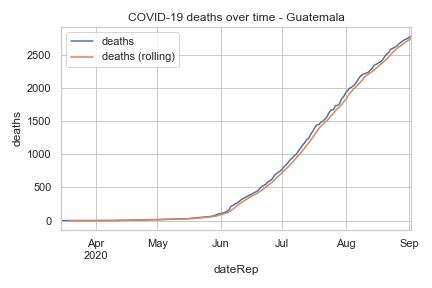 COVID-19 deaths over time - Guatemala
deaths
deaths (rolling)
2500
2000
1500
1000
500
0
deaths
Apr
2020
May
Jun
Jul
Aug
Sep
dateRep